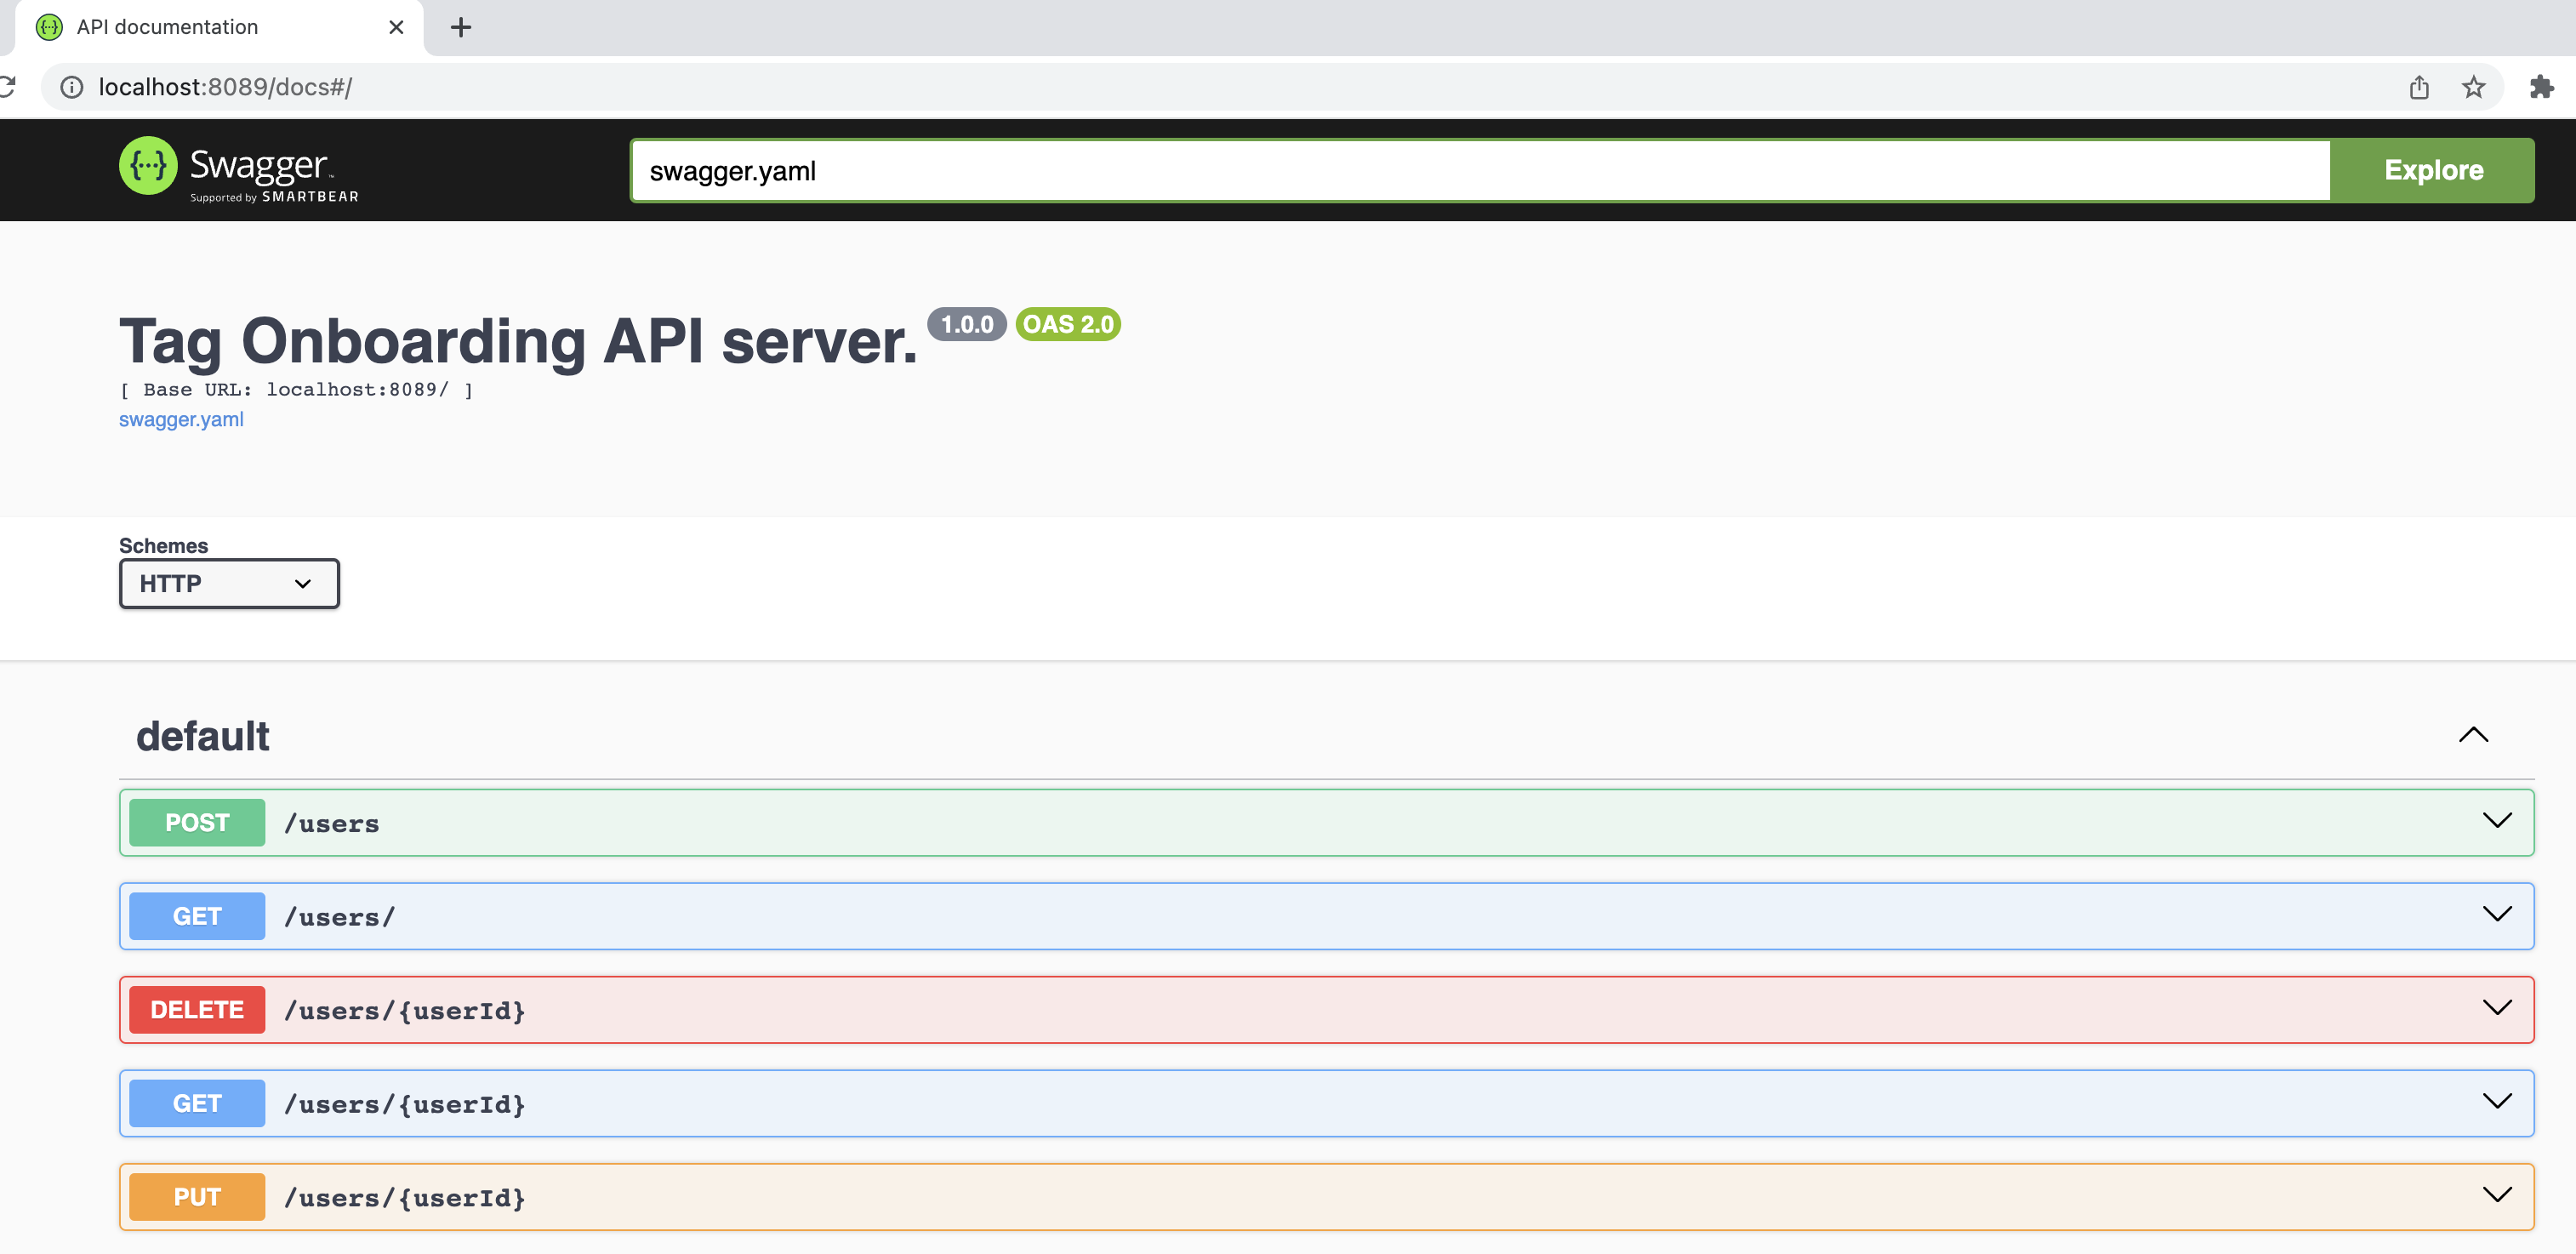 API documentation
localhost:8089/docs#/
Swagger™
Supported by SMARTBEAR
swagger.yaml
Explore
Tag Onboarding API server. 1.0.0 OAS 2.0
[ Base URL: localhost:8089/ ]
swagger.yaml
Schemes
HTTP
default
POST /users
GET /users/
DELETE /users/{userId}
GET /users/{userId}
PUT /users/{userId}